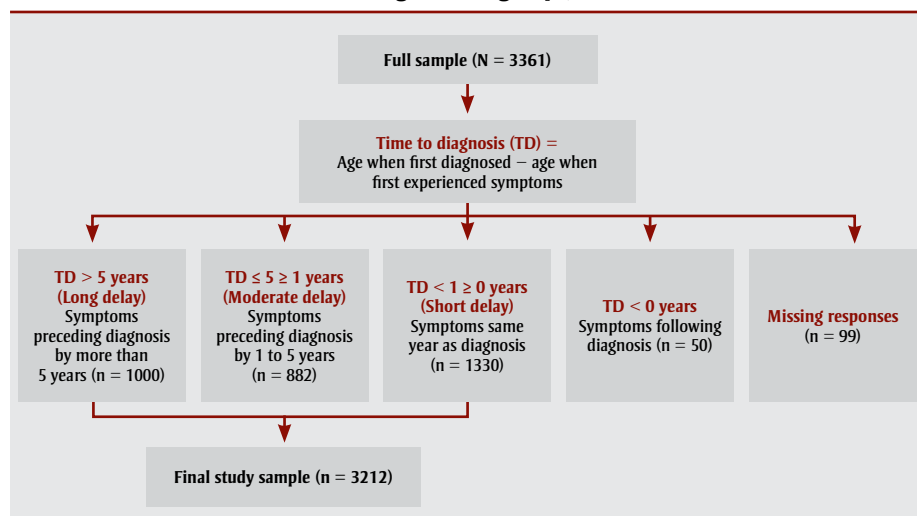 Full sample (N = 3361)
Time to diagnosis (TD) =
Age when first diagnosed – age when
first experienced symptoms
TD > 5 years
(Long delay)
Symptoms
preceding diagnosis
by more than
5 years (n = 1000)
TD ≤ 5 ≥ 1 years
(Moderate delay)
Symptoms
preceding diagnosis
by 1 to 5 years
(n = 882)
TD < 1 ≥ 0 years
(Short delay)
Symptoms same
year as diagnosis
(n = 1330)
TD < 0 years
Symptoms following
diagnosis (n = 50)
Missing responses
(n = 99)
Final study sample (n = 3212)